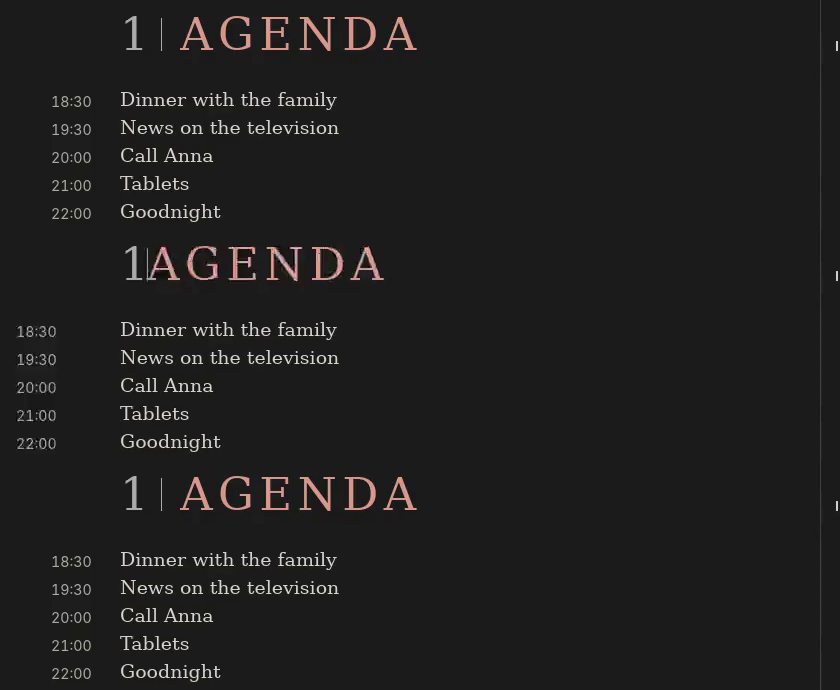 1 | AGENDA
18:30 Dinner with the family
19:30 News on the television
20:00 Call Anna
21:00 Tablets
22:00 Goodnight
1|AGENDA
18:30 Dinner with the family
19:30 News on the television
20:00 Call Anna
21:00 Tablets
22:00 Goodnight
1 | AGENDA
18:30 Dinner with the family
19:30 News on the television
20:00 Call Anna
21:00 Tablets
22:00 Goodnight